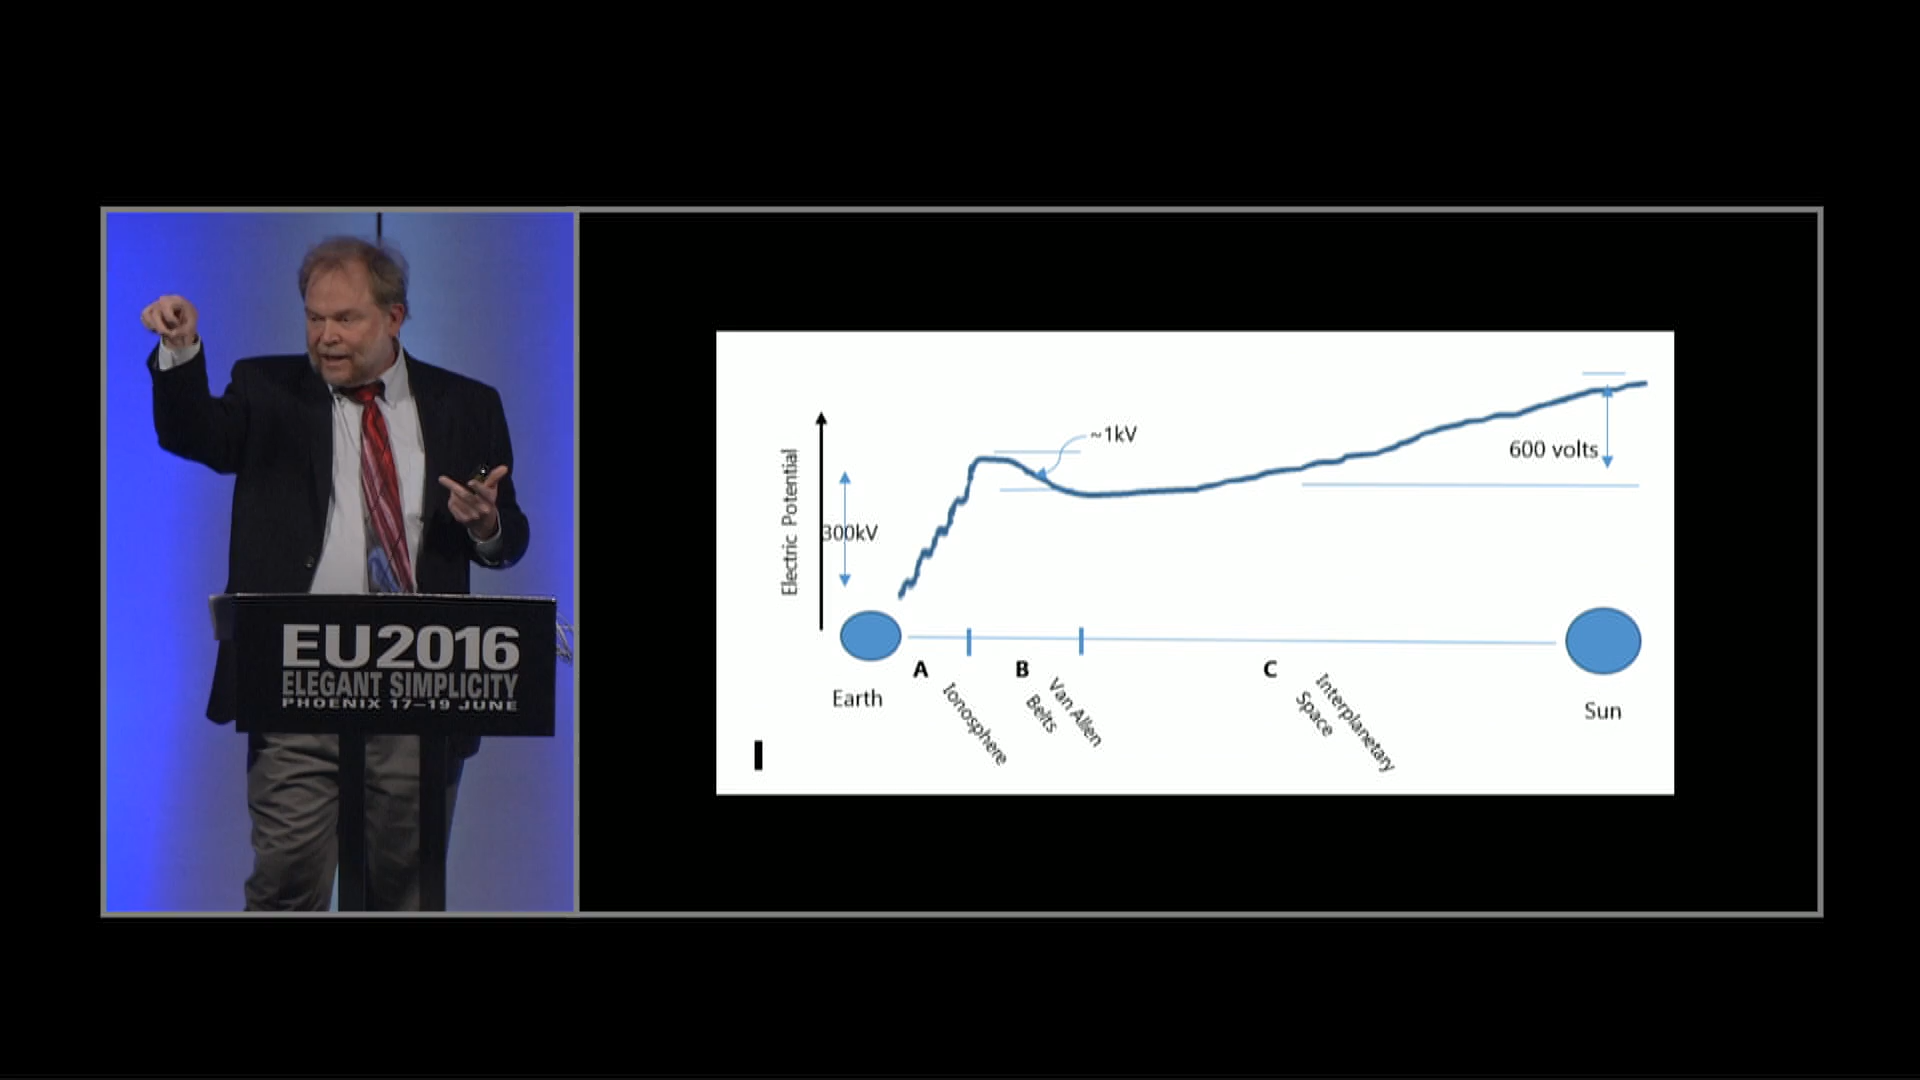 EU2016
ELEGANT SIMPLICITY
PHOENIX 17–19 JUNE
Electric Potential
300kV
~1kV
600 volts
A
B
C
Earth
Ionosphere
Van Allen
Belts
Interplanetary
Space
Sun
I